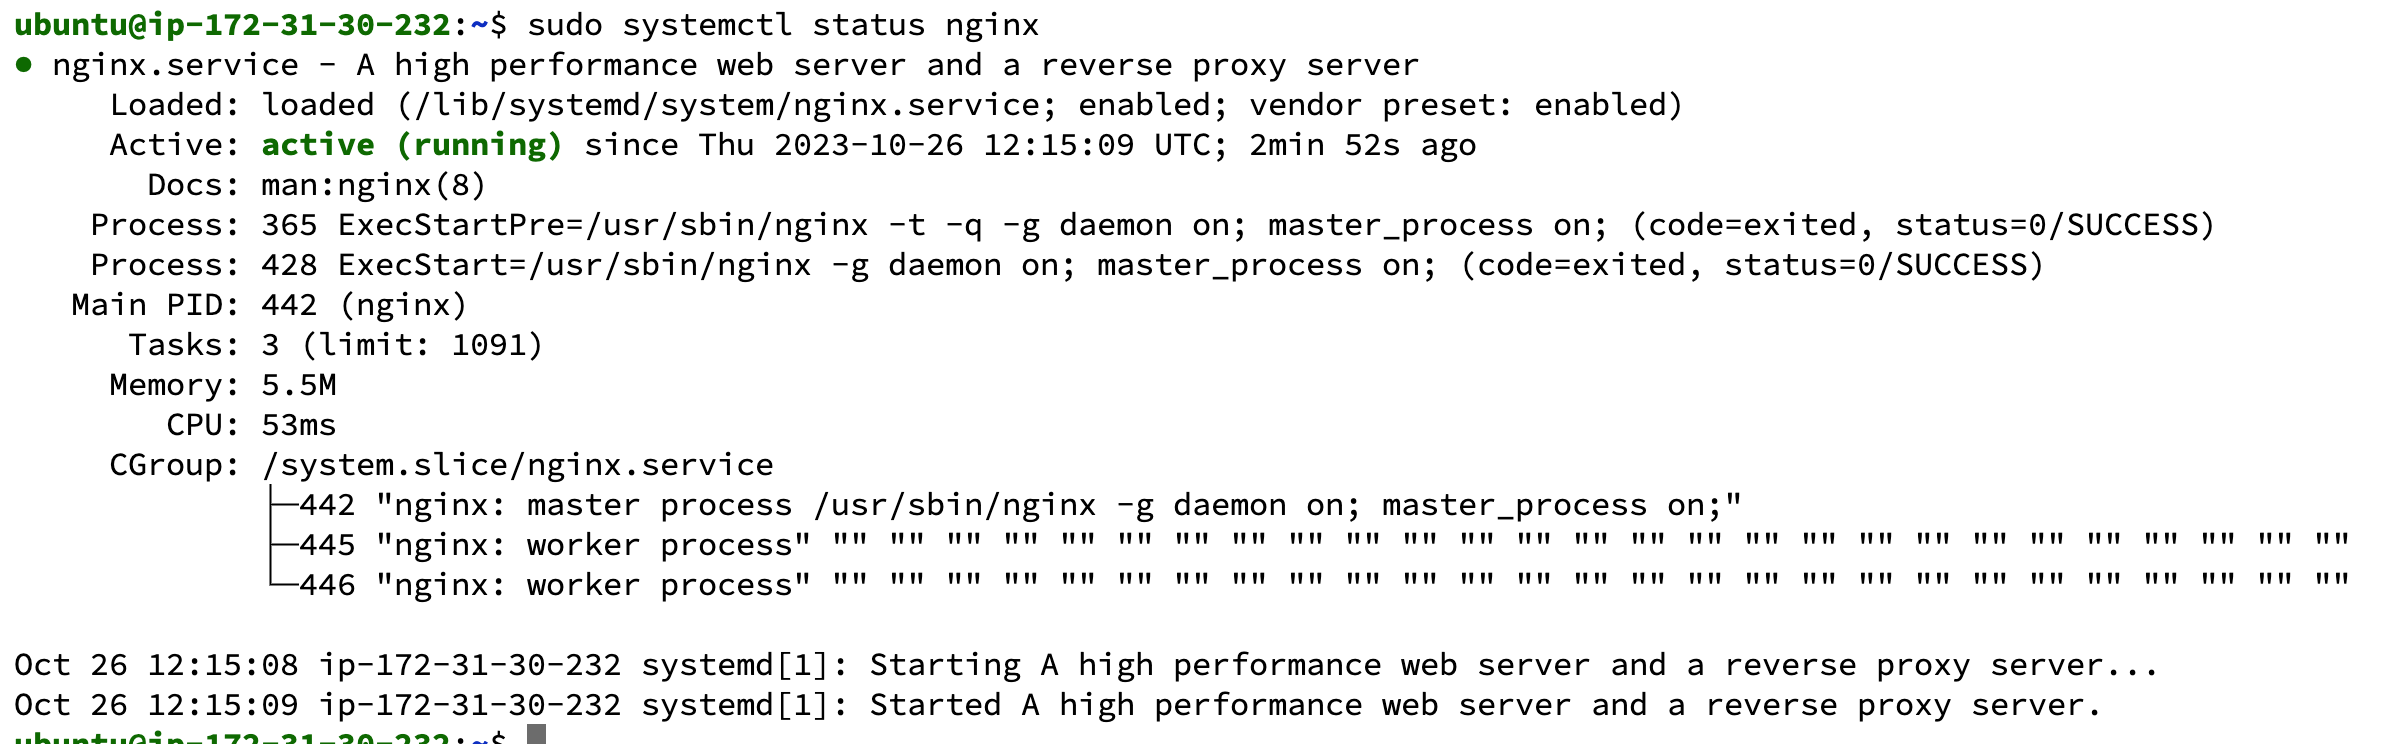 ubuntu@ip-172-31-30-232:~$ sudo systemctl status nginx
● nginx.service - A high performance web server and a reverse proxy server
     Loaded: loaded (/lib/systemd/system/nginx.service; enabled; vendor preset: enabled)
     Active: active (running) since Thu 2023-10-26 12:15:09 UTC; 2min 52s ago
       Docs: man:nginx(8)
    Process: 365 ExecStartPre=/usr/sbin/nginx -t -q -g daemon on; master_process on; (code=exited, status=0/SUCCESS)
    Process: 428 ExecStart=/usr/sbin/nginx -g daemon on; master_process on; (code=exited, status=0/SUCCESS)
   Main PID: 442 (nginx)
      Tasks: 3 (limit: 1091)
     Memory: 5.5M
        CPU: 53ms
     CGroup: /system.slice/nginx.service
             ├─442 "nginx: master process /usr/sbin/nginx -g daemon on; master_process on;"
             ├─445 "nginx: worker process" "" "" "" "" "" "" "" "" "" "" "" "" "" "" "" "" "" "" "" "" "" "" "" "" "" "" ""
             └─446 "nginx: worker process" "" "" "" "" "" "" "" "" "" "" "" "" "" "" "" "" "" "" "" "" "" "" "" "" "" "" ""
Oct 26 12:15:08 ip-172-31-30-232 systemd[1]: Starting A high performance web server and a reverse proxy server...
Oct 26 12:15:09 ip-172-31-30-232 systemd[1]: Started A high performance web server and a reverse proxy server.
ubuntu@ip-172-31-30-232:~$